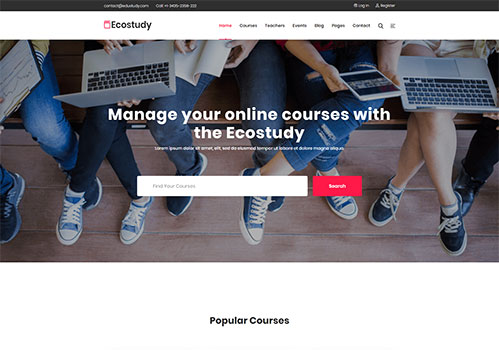 contact@edustudy.com Call: +1-3435-2356-222 Log In Register
Ecostudy Home Courses Teachers Events Blog Pages Contact
Manage your online courses with
the Ecostudy
Lorem ipsum dolor sit amet, elit, sed do eiusmod tempor ut labore et dolore magna aliqua.
Find Your Courses Search
Popular Courses